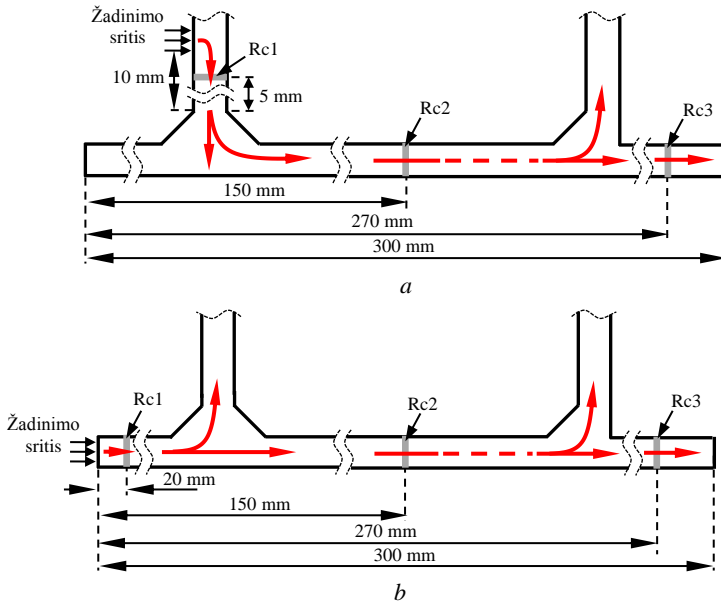 Žadinimo
sritis
Rc1
10 mm
5 mm
Rc2
Rc3
150 mm
270 mm
300 mm
a
Rc1
Rc2
Rc3
Žadinimo
sritis
20 mm
150 mm
270 mm
300 mm
b